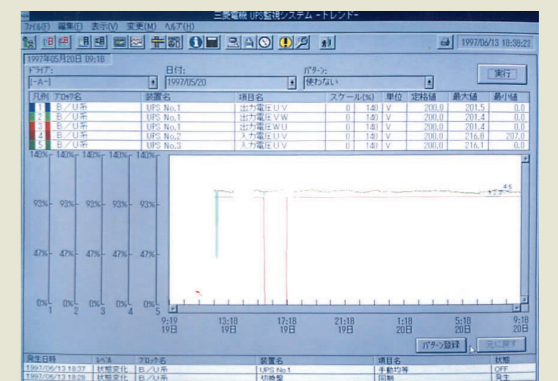 三菱電機 UPS監視システム -トレンド-
ファイル(F) 編集(E) 表示(V) 変更(M) ヘルプ(H)
1997/06/13 18:38:22
1997年05月20日 09:18
ドライブ: 日付: パターン:
[-A-] 1997/05/20 使わない 実行
凡例 ブロック名 装置名 項目名 スケール(%) 単位 定格値 最大値 最小値
1 B/U系 UPS No.1 出力電圧UV 0 140 V 200.0 201.5 0.0
2 B/U系 UPS No.1 出力電圧VW 0 140 V 200.0 201.4 0.0
3 B/U系 UPS No.1 出力電圧WU 0 140 V 200.0 201.4 0.0
4 B/U系 UPS No.2 入力電圧UV 0 140 V 200.0 216.8 207.0
5 B/U系 UPS No.3 入力電圧UV 0 140 V 200.0 216.1 0.0
140% 140% 140% 140% 140%
93% 93% 93% 93% 93%
45
47% 47% 47% 47% 47%
0% 0% 0% 0% 0%
1 2 3 4 5
9:19 13:18 17:18 21:19 1:18 5:18 9:18
19日 19日 19日 19日 20日 20日 20日
パターン登録 元に戻す
発生日時 レベル ブロック名 装置名 項目名 状態
1997/06/13 18:37 状態変化 B/U系 UPS No.1 手動均等 OFF
1997/06/13 18:28 状態変化 B/U系 切換盤 同期 発生